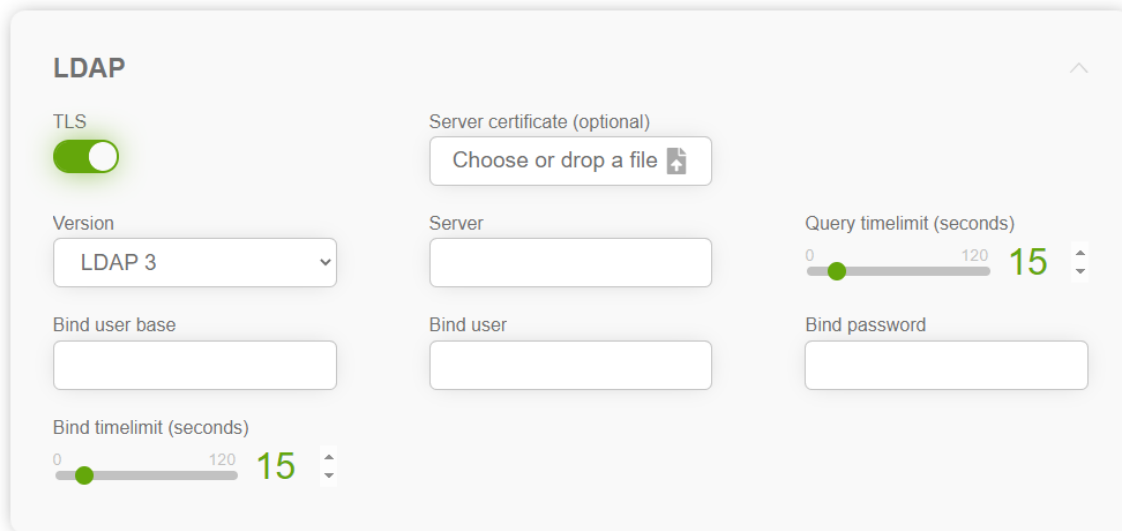 LDAP
TLS
Server certificate (optional)
Choose or drop a file
Version
Server
Query timelimit (seconds)
LDAP 3
0
120
15
Bind user base
Bind user
Bind password
Bind timelimit (seconds)
0
120
15